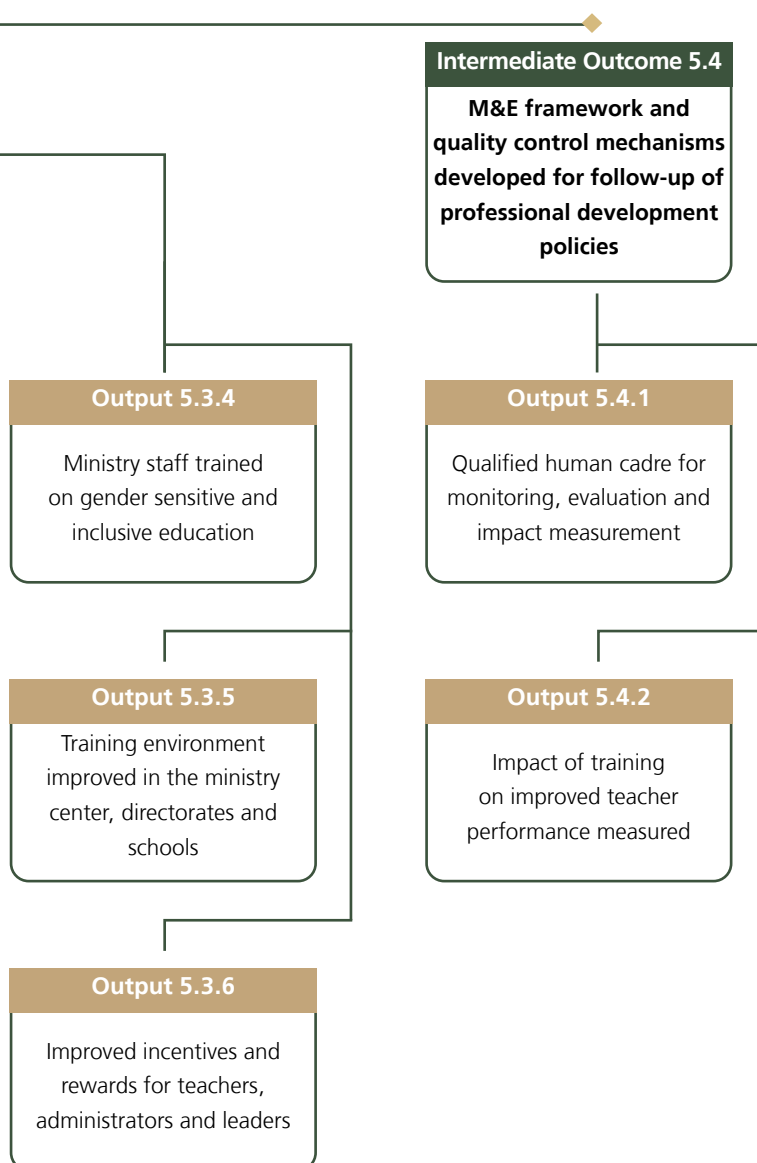 Intermediate Outcome 5.4
M&E framework and
quality control mechanisms
developed for follow-up of
professional development
policies
Output 5.3.4
Ministry staff trained
on gender sensitive and
inclusive education
Output 5.4.1
Qualified human cadre for
monitoring, evaluation and
impact measurement
Output 5.3.5
Training environment
improved in the ministry
center, directorates and
schools
Output 5.4.2
Impact of training
on improved teacher
performance measured
Output 5.3.6
Improved incentives and
rewards for teachers,
administrators and leaders